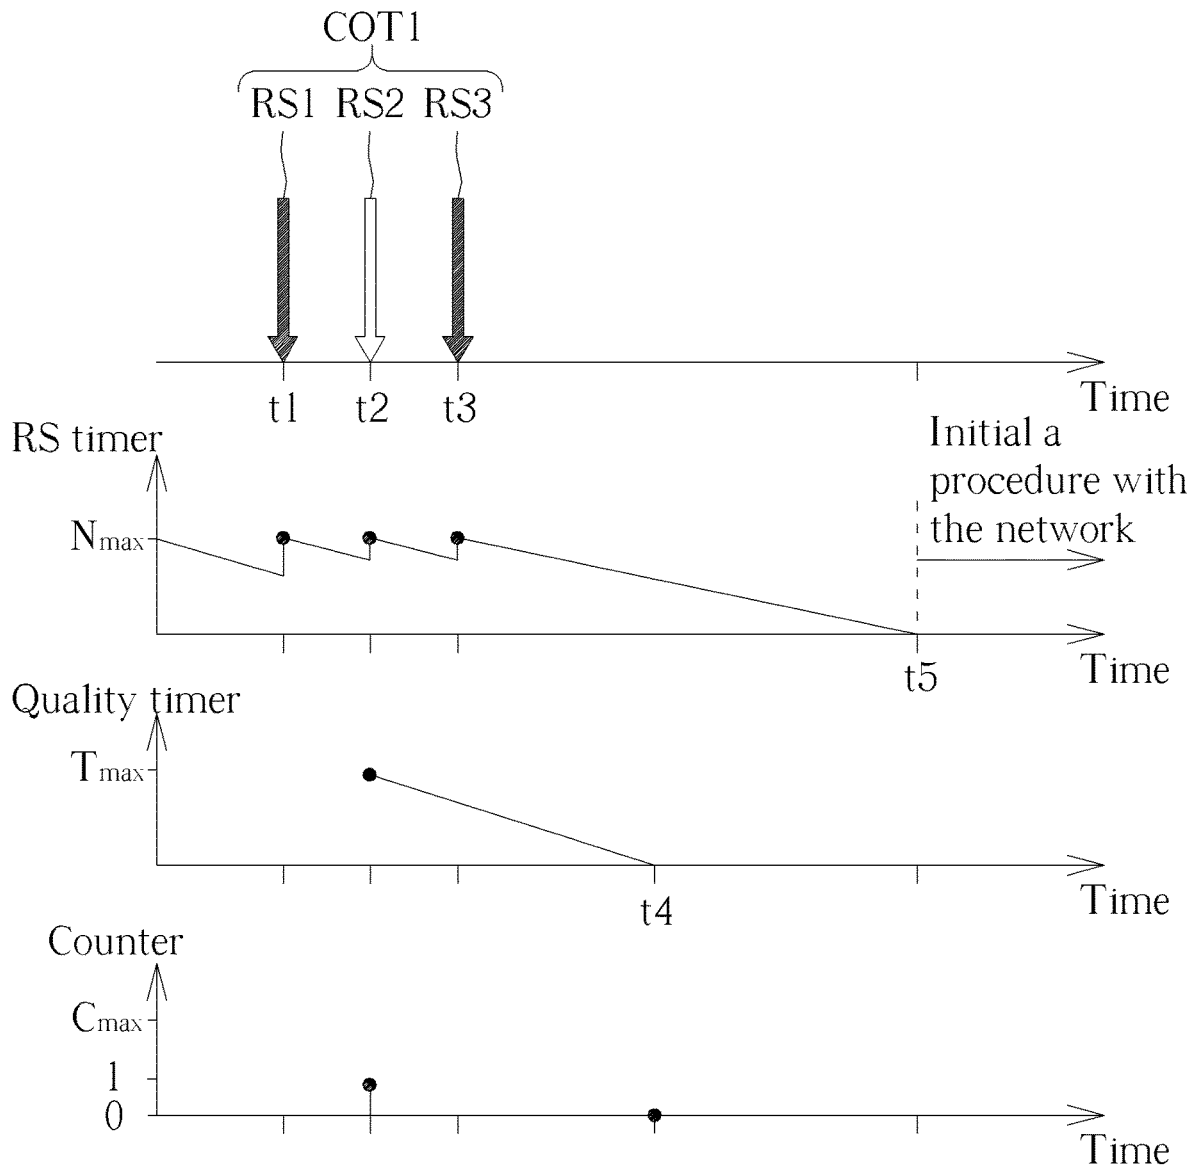 COT1
RS1 RS2 RS3
t1 t2 t3
Time
RS timer
Nmax
Initial a
procedure with
the network
t5
Time
Quality timer
Tmax
t4
Time
Counter
Cmax
1
0
Time